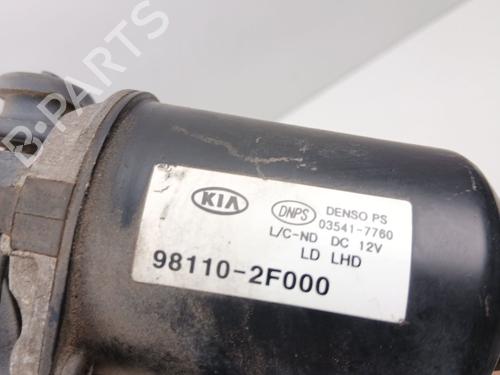 B-PARTS
KIA
DNPS
DENSO PS
03541-7760
L/C-ND DC 12V
LD LHD
98110-2F000